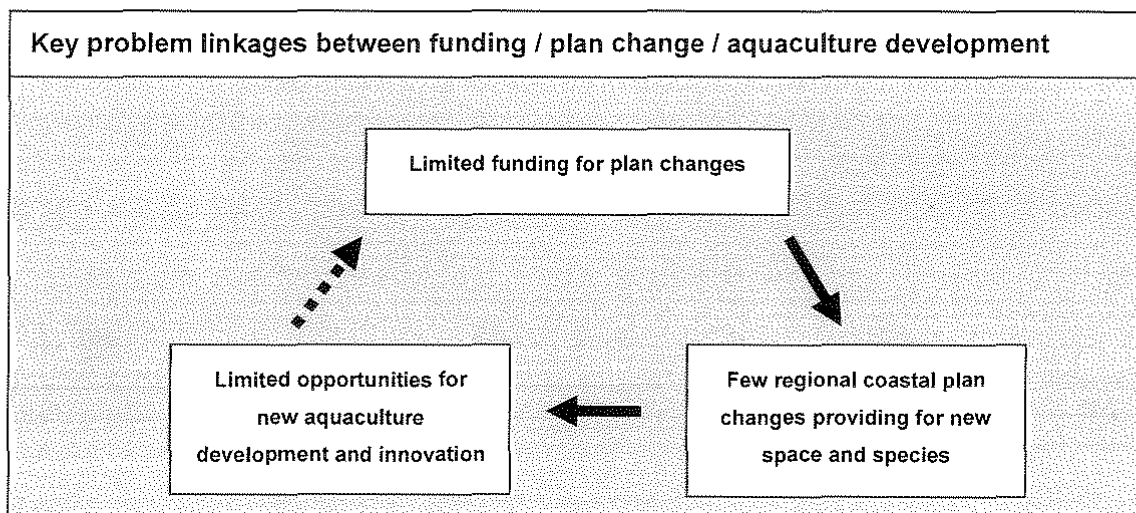 Key problem linkages between funding / plan change / aquaculture development
Limited funding for plan changes
Limited opportunities for
new aquaculture
development and innovation
Few regional coastal plan
changes providing for new
space and species